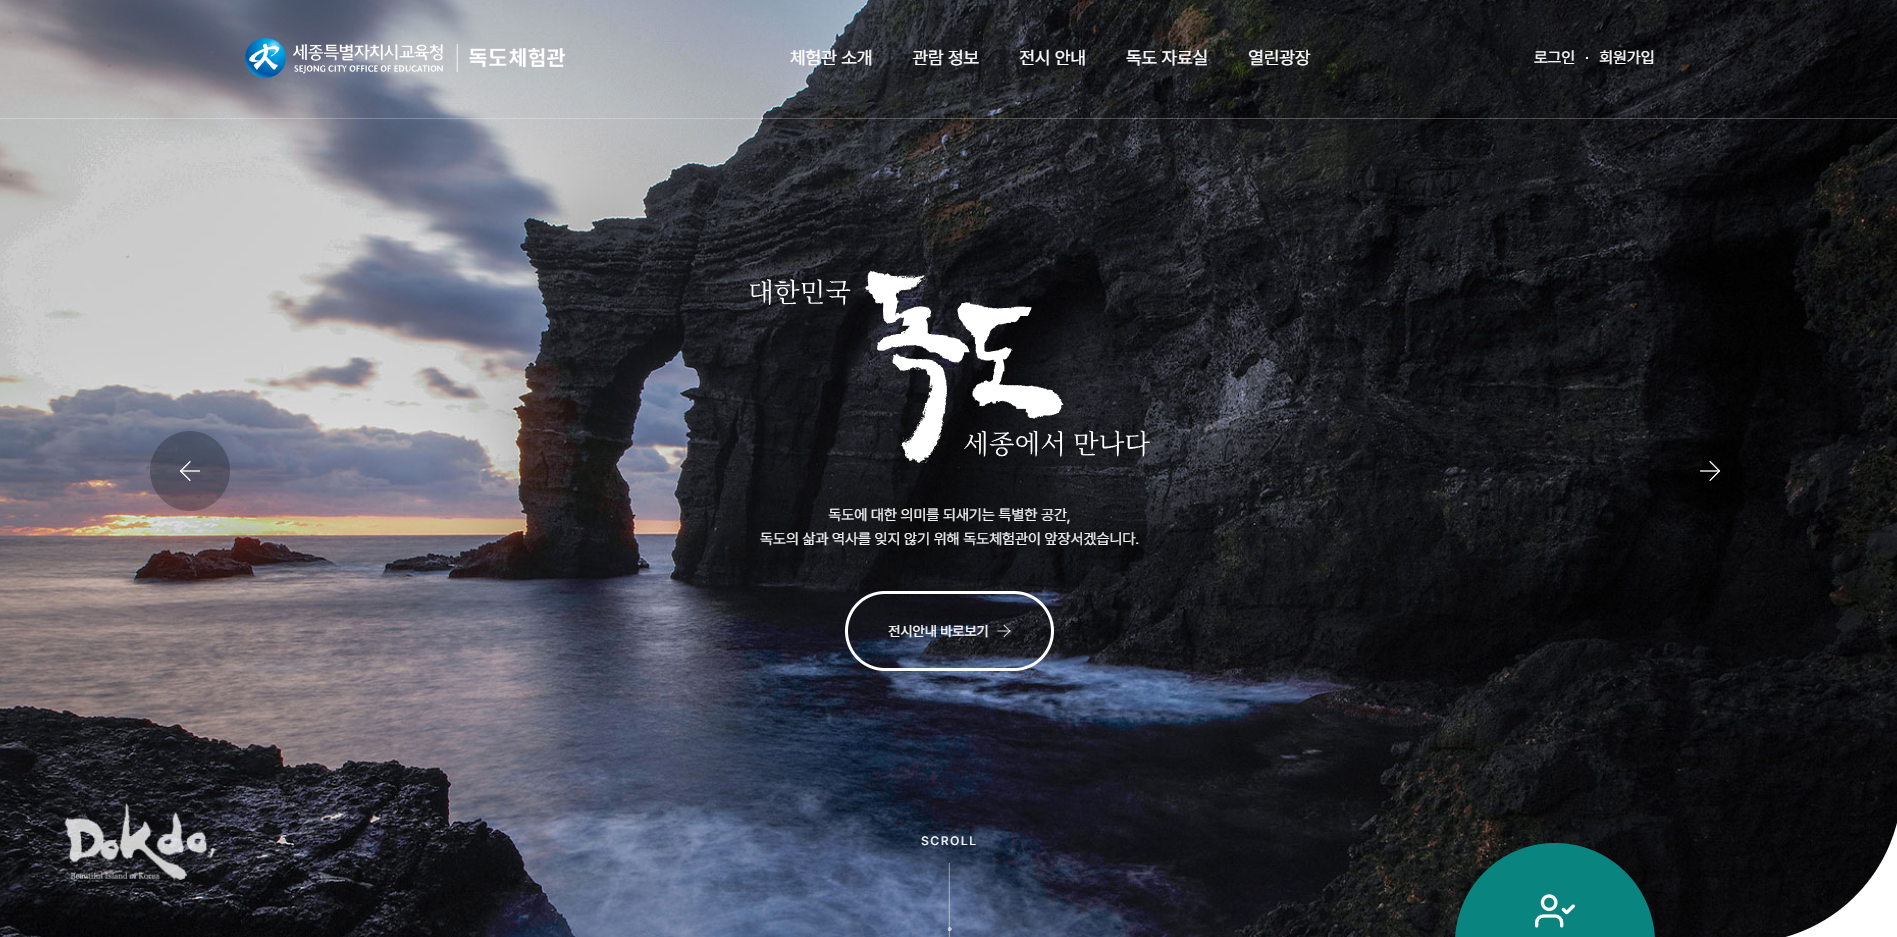 세종특별자치시교육청
SEJONG CITY OFFICE OF EDUCATION
독도체험관
체험관 소개
관람 정보
전시 안내
독도 자료실
열린광장
로그인 · 회원가입
대한민국
독도
세종에서 만나다
독도에 대한 의미를 되새기는 특별한 공간,
독도의 삶과 역사를 잊지 않기 위해 독도체험관이 앞장서겠습니다.
전시안내 바로보기
SCROLL
Dokdo,
Beautiful Island of Korea